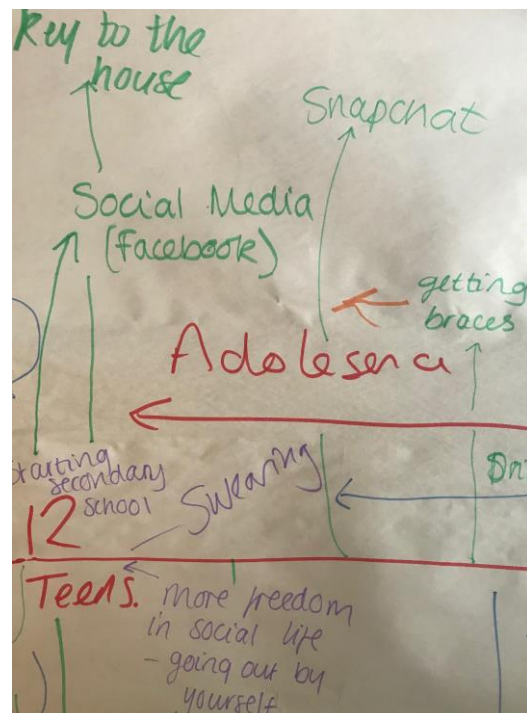 Key to the
house
Snapchat
Social Media
(facebook)
getting
braces
Adolesence
starting
secondary
school
12
Swearing
Teens.
more freedom
in social life
- going out by
yourself